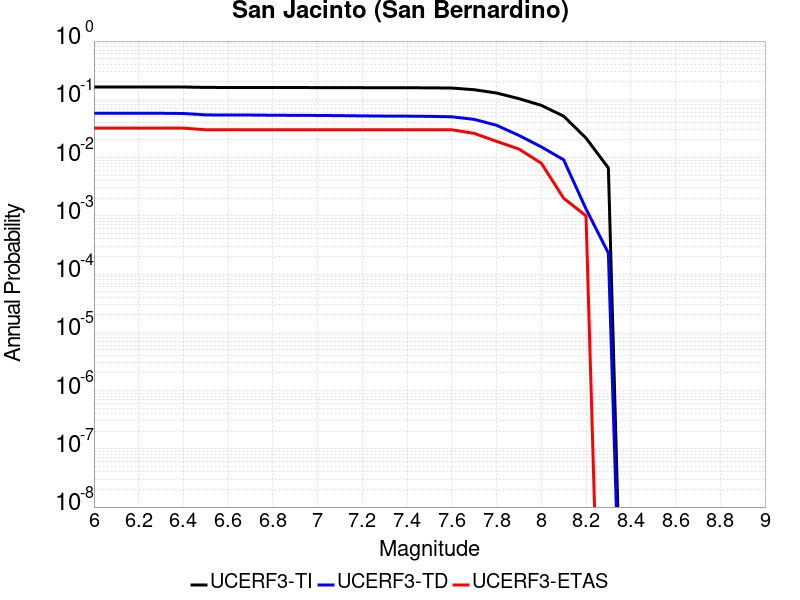 San Jacinto (San Bernardino)
10^0
10^-1
10^-2
10^-3
10^-4
10^-5
10^-6
10^-7
10^-8
Annual Probability
6 6.2 6.4 6.6 6.8 7 7.2 7.4 7.6 7.8 8 8.2 8.4 8.6 8.8 9
Magnitude
UCERF3-TI UCERF3-TD UCERF3-ETAS